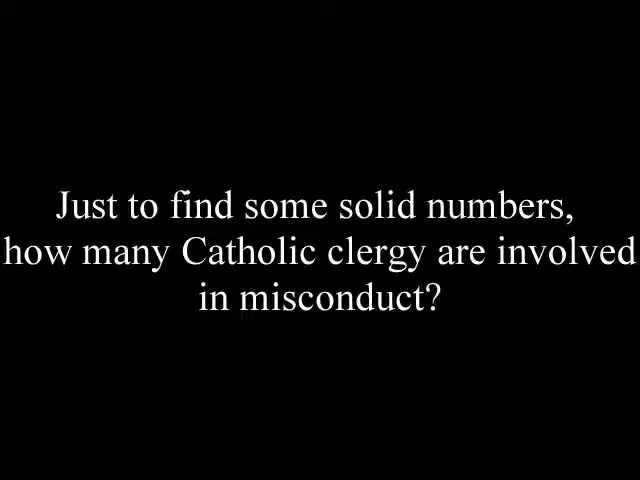 Just to find some solid numbers,
how many Catholic clergy are involved
in misconduct?